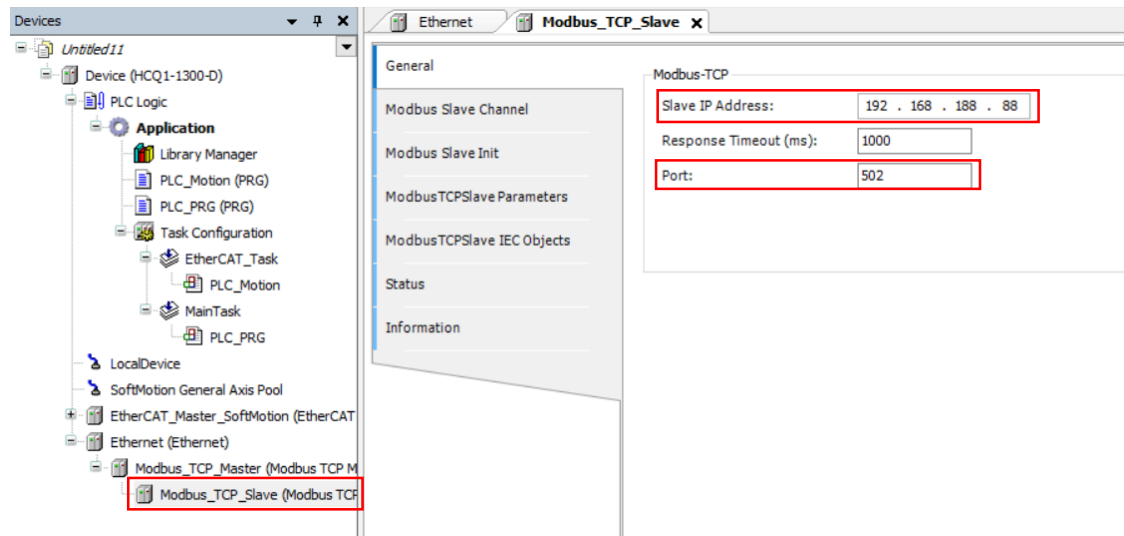 Devices
Untitled11
Device (HCQ1-1300-D)
PLC Logic
Application
Library Manager
PLC_Motion (PRG)
PLC_PRG (PRG)
Task Configuration
EtherCAT_Task
PLC_Motion
MainTask
PLC_PRG
LocalDevice
SoftMotion General Axis Pool
EtherCAT_Master_SoftMotion (EtherCAT
Ethernet (Ethernet)
Modbus_TCP_Master (Modbus TCP M
Modbus_TCP_Slave (Modbus TCP
Ethernet
Modbus_TCP_Slave
General
Modbus Slave Channel
Modbus Slave Init
ModbusTCPSlave Parameters
ModbusTCPSlave IEC Objects
Status
Information
Modbus-TCP
Slave IP Address: 192 . 168 . 188 . 88
Response Timeout (ms): 1000
Port: 502